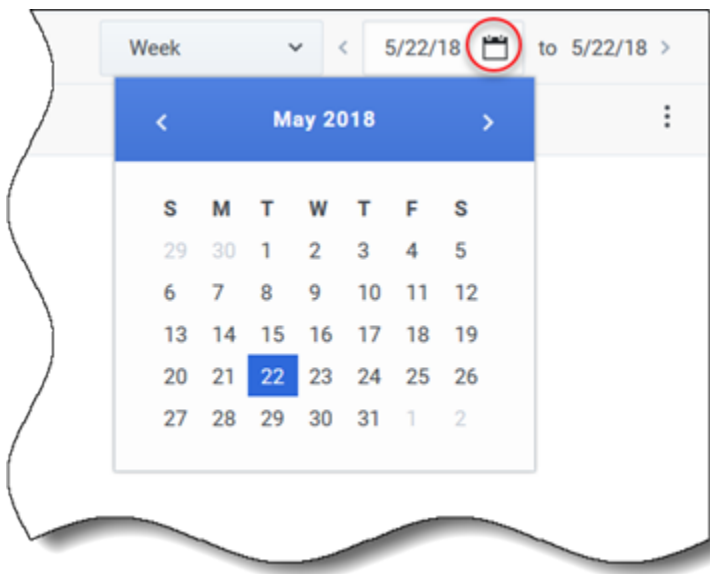 Week 5/22/18 to 5/22/18
May 2018
S M T W T F S
29 30 1 2 3 4 5
6 7 8 9 10 11 12
13 14 15 16 17 18 19
20 21 22 23 24 25 26
27 28 29 30 31 1 2